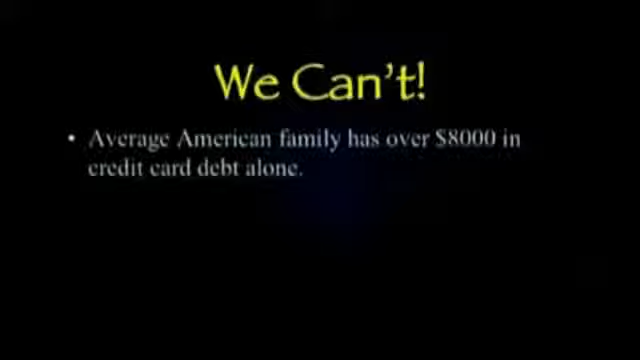 We Can't!
• Average American family has over $8000 in
credit card debt alone.